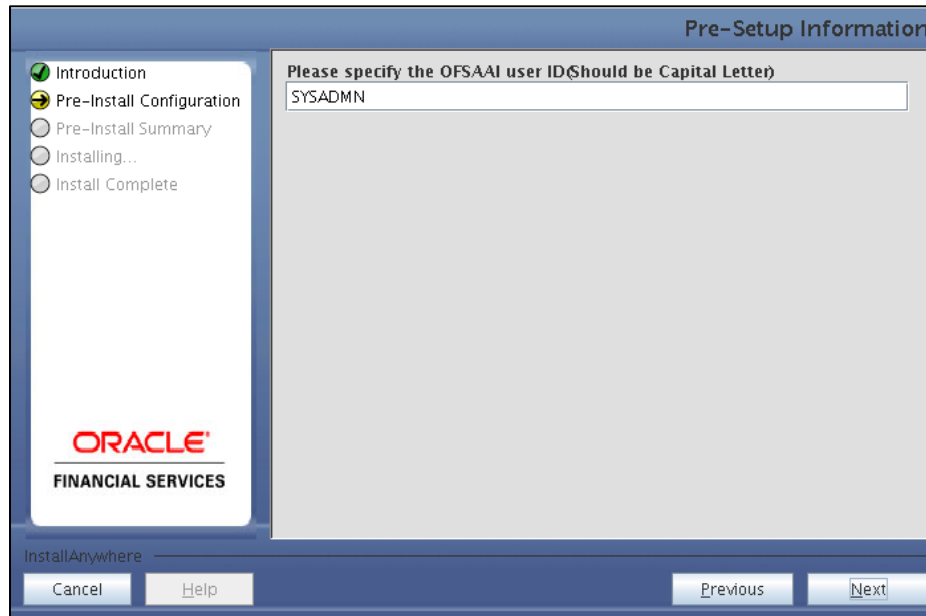 Pre-Setup Information
Introduction
Pre-Install Configuration
Pre-Install Summary
Installing...
Install Complete
Please specify the OFSAAI user ID(Should be Capital Letter)
SYSADMN
ORACLE'
FINANCIAL SERVICES
InstallAnywhere
Cancel
Help
Previous
Next